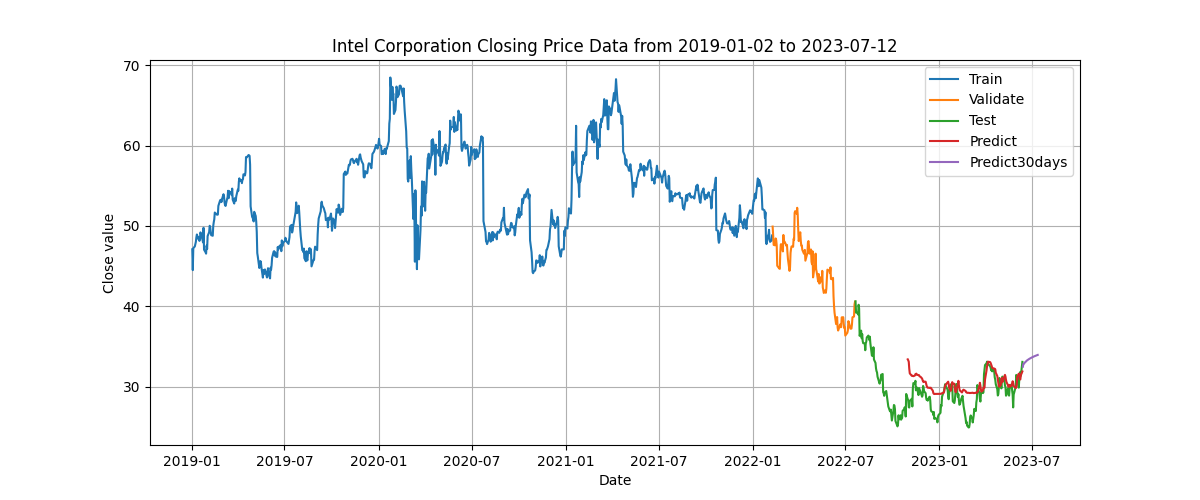 Intel Corporation Closing Price Data from 2019-01-02 to 2023-07-12
70
60
50
40
30
Close value
Train
Validate
Test
Predict
Predict30days
2019-01 2019-07 2020-01 2020-07 2021-01 2021-07 2022-01 2022-07 2023-01 2023-07
Date